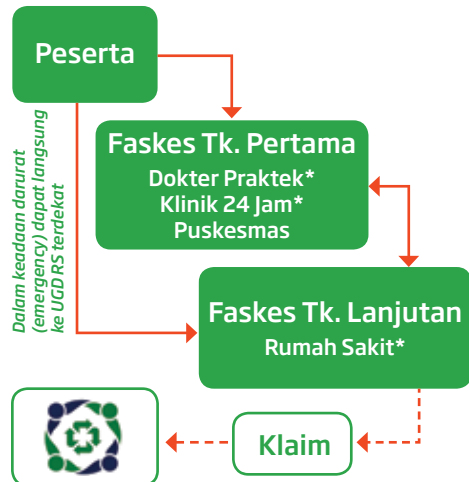 Peserta
Faskes Tk. Pertama
Dokter Praktek*
Klinik 24 Jam*
Puskesmas
Dalam keadaan darurat
(emergency) dapat langsung
ke UGD RS terdekat
Faskes Tk. Lanjutan
Rumah Sakit*
Klaim